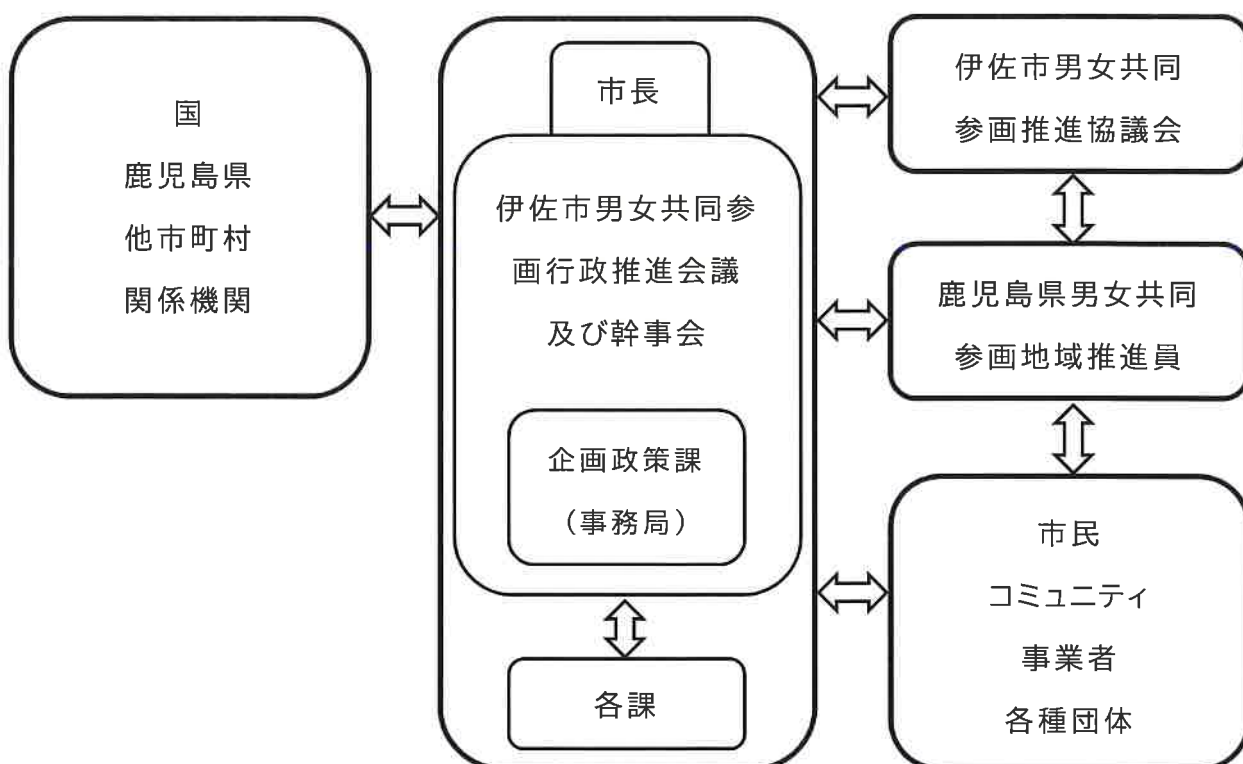 国
鹿児島県
他市町村
関係機関
市長
伊佐市男女共同参
画行政推進会議
及び幹事会
企画政策課
（事務局）
各課
伊佐市男女共同
参画推進協議会
鹿児島県男女共同
参画地域推進員
市民
コミュニティ
事業者
各種団体